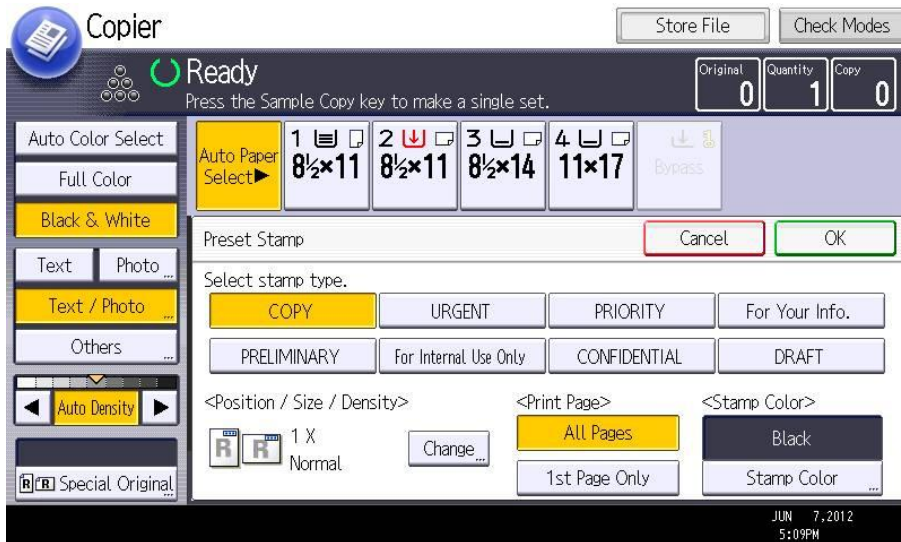 Copier
Store File
Check Modes
Ready
Press the Sample Copy key to make a single set.
Original
0
Quantity
1
Copy
0
Auto Color Select
Full Color
Black & White
Text
Photo
Text / Photo
Others
Auto Density
R R Special Original
Auto Paper
Select▶
1
8½×11
2
8½×11
3
8½×14
4
11×17
Bypass
Preset Stamp
Cancel
OK
Select stamp type.
COPY
URGENT
PRIORITY
For Your Info.
PRELIMINARY
For Internal Use Only
CONFIDENTIAL
DRAFT
<Position / Size / Density>
R R
1 X
Normal
Change
<Print Page>
All Pages
1st Page Only
<Stamp Color>
Black
Stamp Color
JUN 7,2012
5:09PM